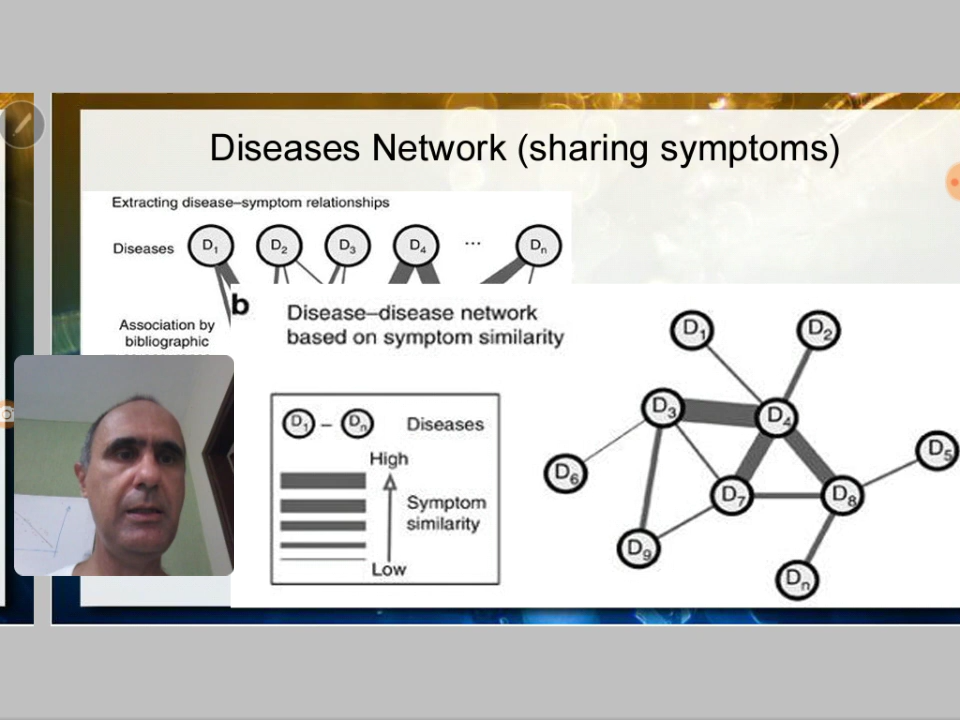 Diseases Network (sharing symptoms)
Extracting disease–symptom relationships
Diseases D1 D2 D3 D4 ... Dn
Association by
bibliographic
b
Disease–disease network
based on symptom similarity
D1 – Dn Diseases
High
Symptom
similarity
Low
D1 D2
D3 D4
D5
D6
D7 D8
D9
Dn